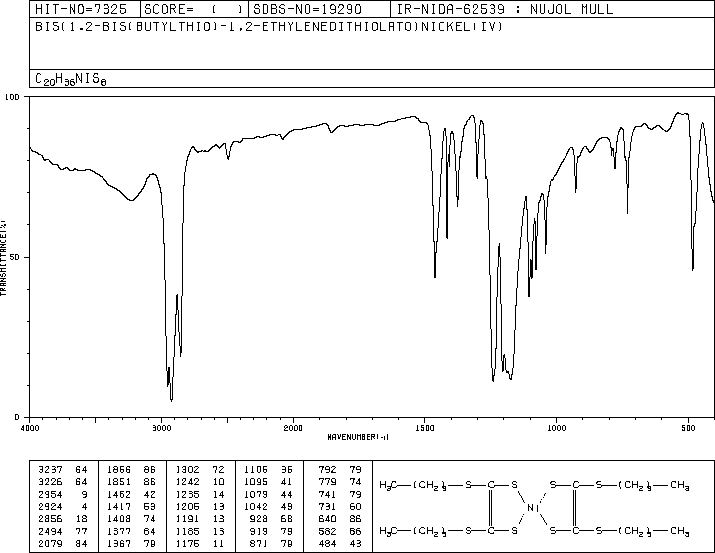 HIT-NO=7325 SCORE= ( ) SDBS-NO=19290 IR-NIDA-62539 : NUJOL MULL
BIS(1,2-BIS(BUTYLTHIO)-1,2-ETHYLENEDITHIOLATO)NICKEL(IV)
C20H36NIS8
100
50
0
TRANSMITTANCE(%)
4000 3000 2000 1500 1000 500
WAVENUMBER(-1)
3237 64 1866 86 1302 72 1106 36 792 79
3226 64 1851 86 1242 10 1095 41 779 74
2954 9 1462 42 1235 14 1079 44 741 79
2924 4 1417 53 1205 13 1042 49 731 60
2856 18 1408 74 1191 13 928 68 640 86
2494 77 1377 64 1185 13 919 79 582 86
2079 84 1367 79 1175 11 871 79 484 43
H3C—(CH2)3—S—C—S S—C—S—(CH2)3—CH3
Ni
H3C—(CH2)3—S—C—S S—C—S—(CH2)3—CH3